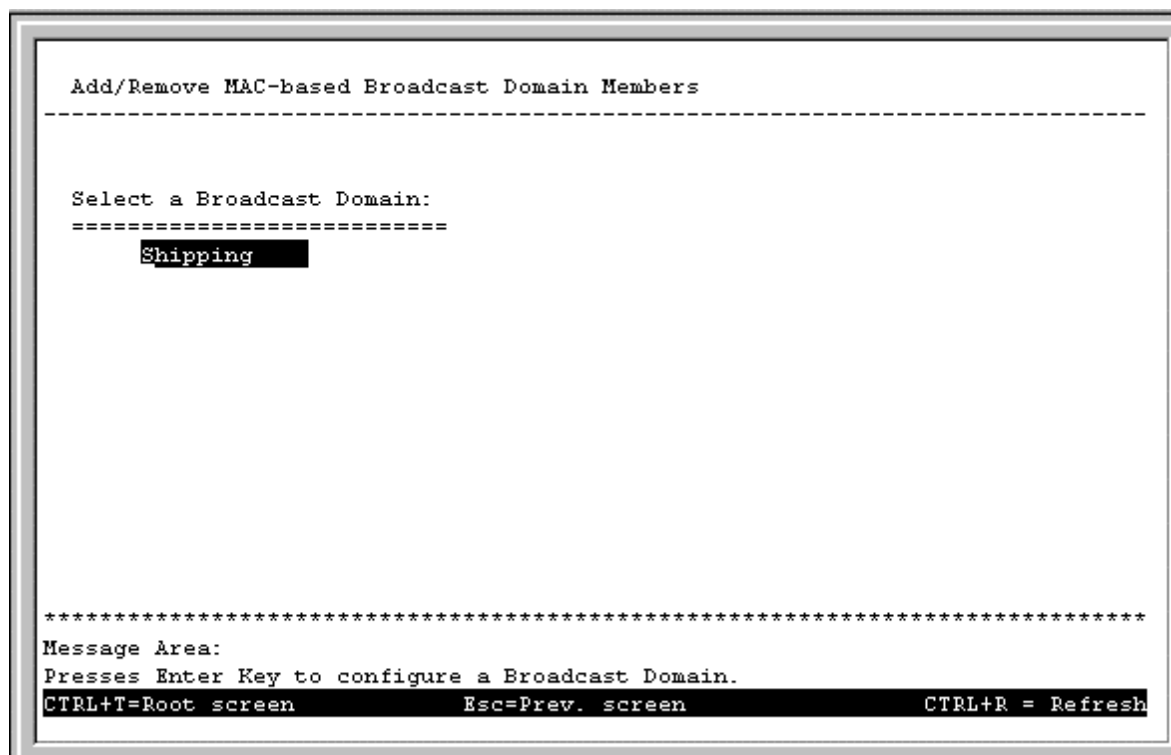 Add/Remove MAC-based Broadcast Domain Members
--------------------------------------------------------------------------------
Select a Broadcast Domain:
===========================
Shipping
*******************************************************************************
Message Area:
Presses Enter Key to configure a Broadcast Domain.
CTRL+T=Root screen Esc=Prev. screen CTRL+R = Refresh